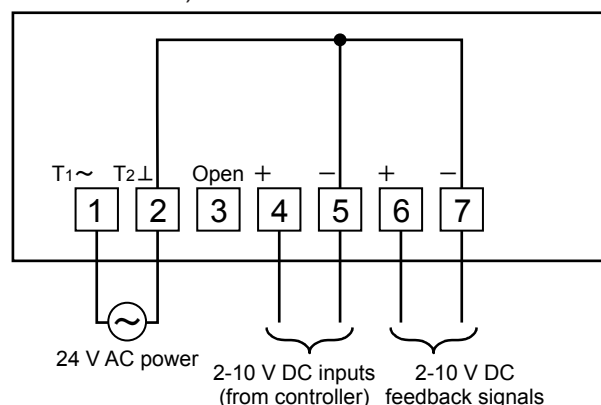 T1~ T2⊥ Open + − + −
1 2 3 4 5 6 7
~
24 V AC power
2-10 V DC inputs
(from controller)
2-10 V DC
feedback signals